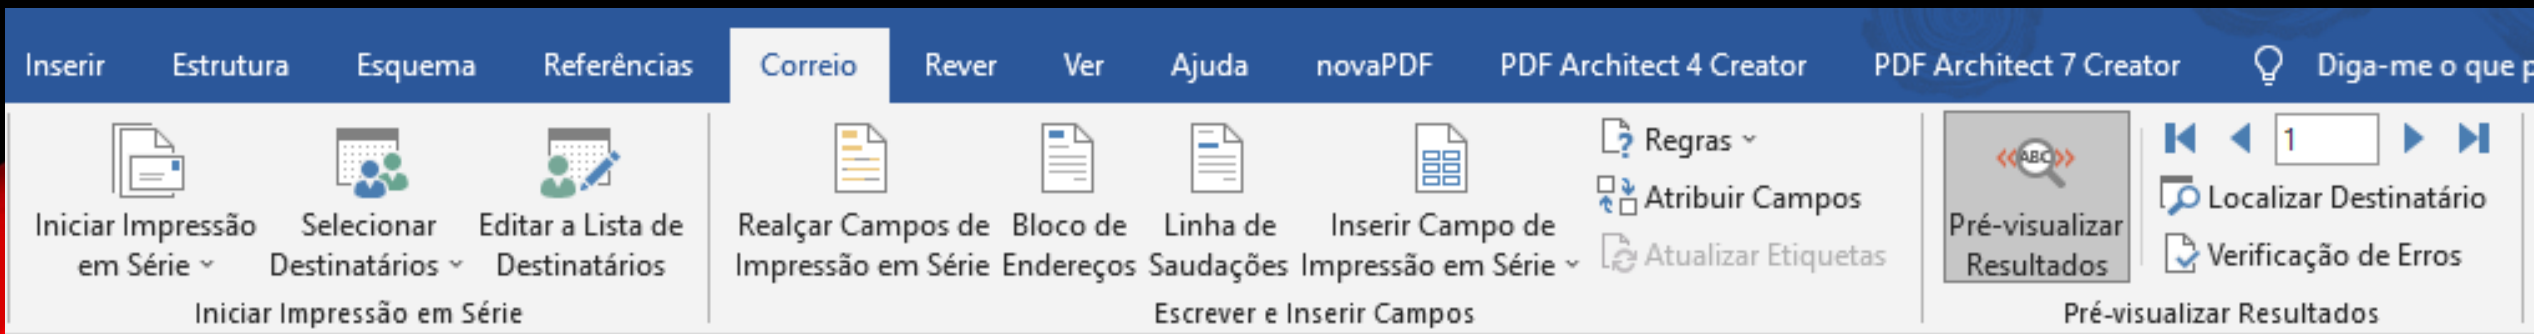 Inserir Estrutura Esquema Referências Correio Rever Ver Ajuda novaPDF PDF Architect 4 Creator PDF Architect 7 Creator Diga-me o que
Iniciar Impressão em Série
Selecionar Destinatários
Editar a Lista de Destinatários
Iniciar Impressão em Série
Realçar Campos de Impressão em Série
Bloco de Endereços
Linha de Saudações
Inserir Campo de Impressão em Série
Regras
Atribuir Campos
Atualizar Etiquetas
Escrever e Inserir Campos
«ABC»
Pré-visualizar Resultados
1
Localizar Destinatário
Verificação de Erros
Pré-visualizar Resultados